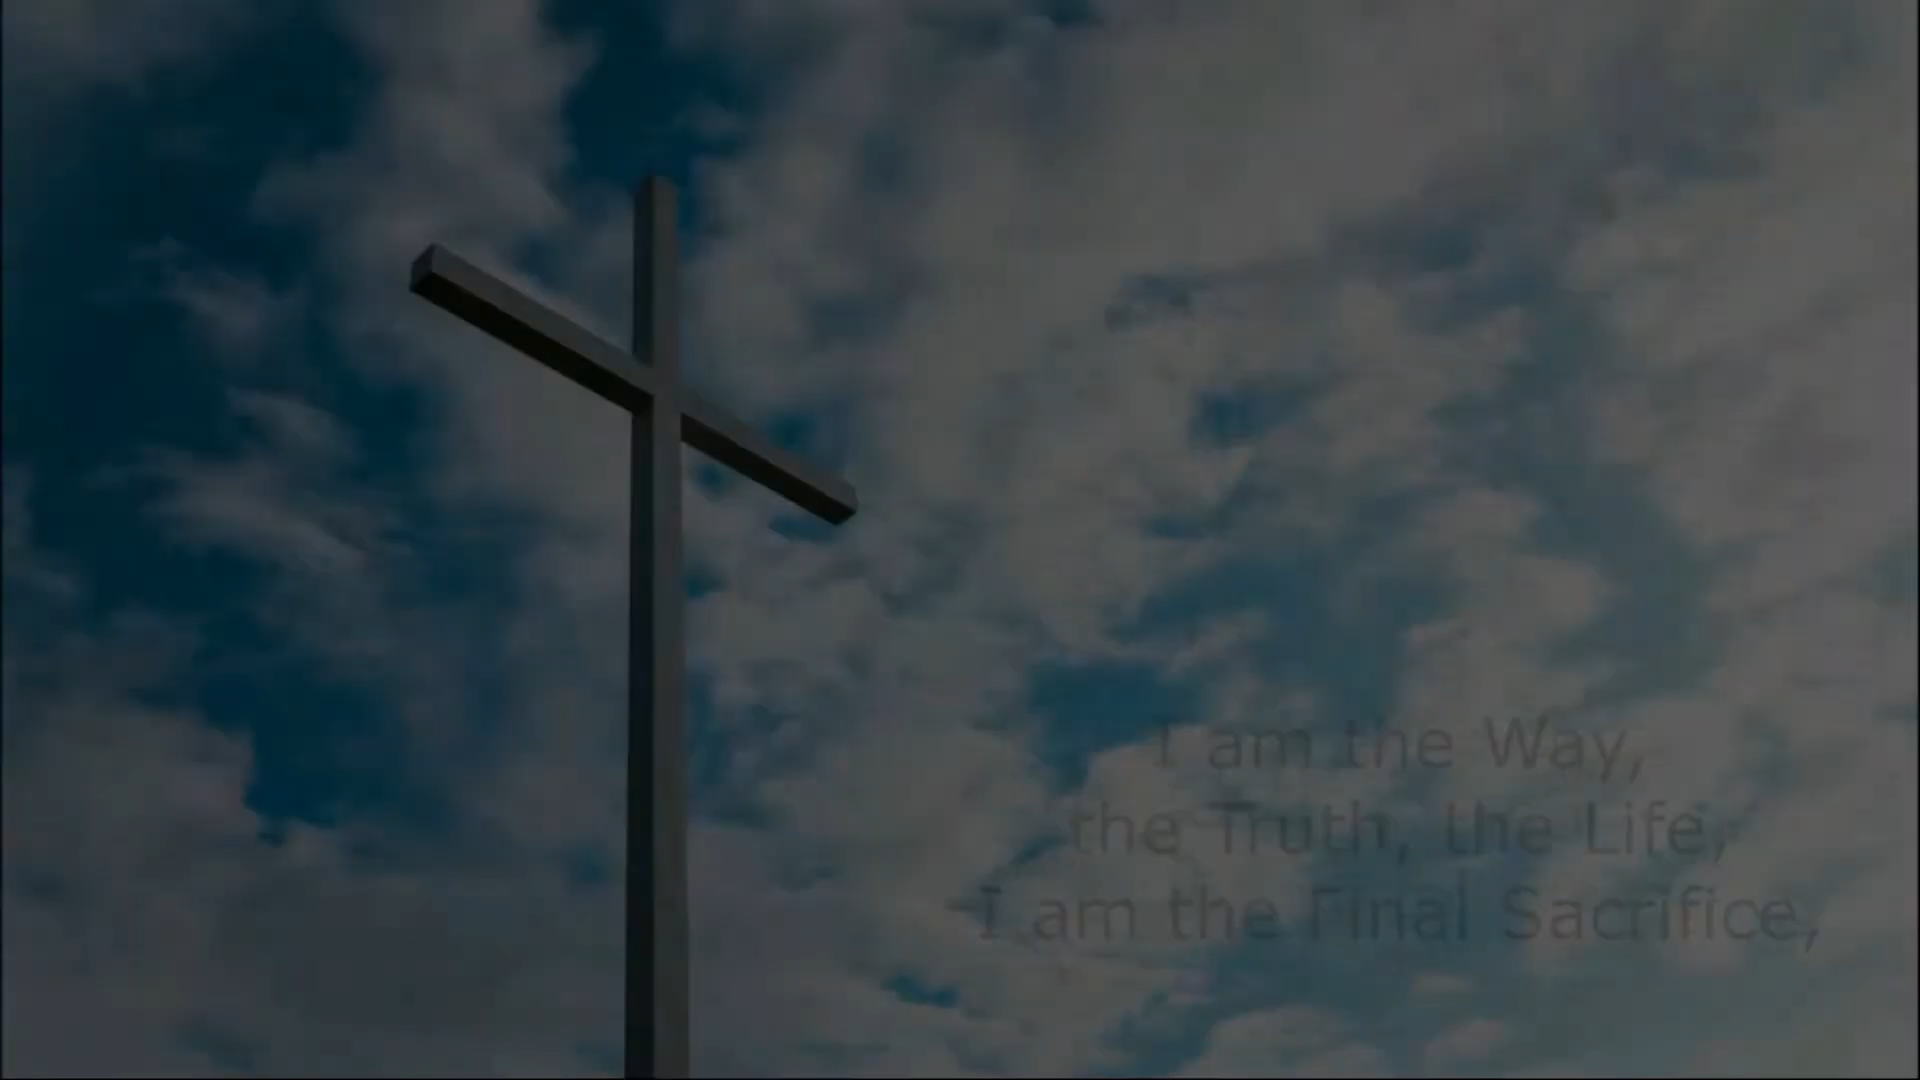 I am the Way,
the Truth, the Life,
I am the Final Sacrifice,